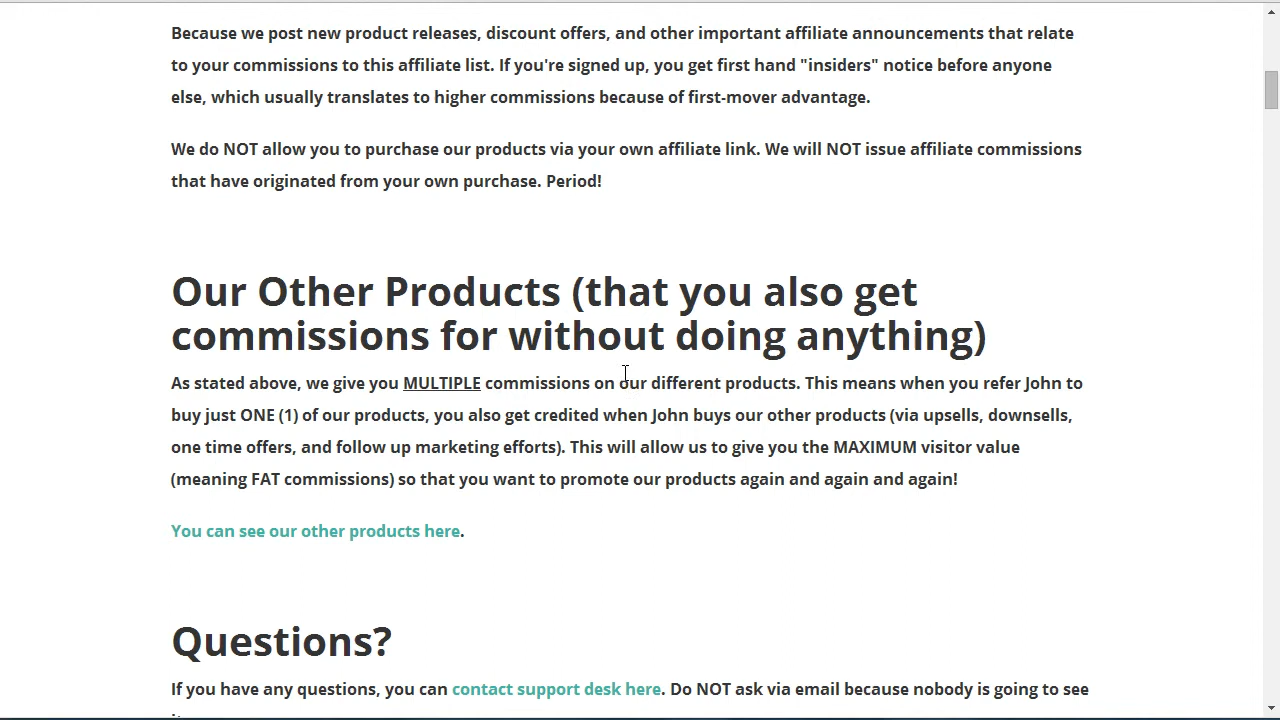 Because we post new product releases, discount offers, and other important affiliate announcements that relate
to your commissions to this affiliate list. If you're signed up, you get first hand "insiders" notice before anyone
else, which usually translates to higher commissions because of first-mover advantage.
We do NOT allow you to purchase our products via your own affiliate link. We will NOT issue affiliate commissions
that have originated from your own purchase. Period!
Our Other Products (that you also get
commissions for without doing anything)
As stated above, we give you MULTIPLE commissions on our different products. This means when you refer John to
buy just ONE (1) of our products, you also get credited when John buys our other products (via upsells, downsells,
one time offers, and follow up marketing efforts). This will allow us to give you the MAXIMUM visitor value
(meaning FAT commissions) so that you want to promote our products again and again and again!
You can see our other products here.
Questions?
If you have any questions, you can contact support desk here. Do NOT ask via email because nobody is going to see